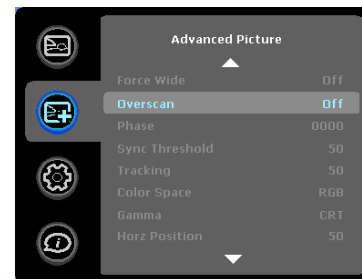 Advanced Picture
Force Wide Off
Overscan Off
Phase 0000
Sync Threshold 50
Tracking 50
Color Space RGB
Gamma CRT
Horz Position 50